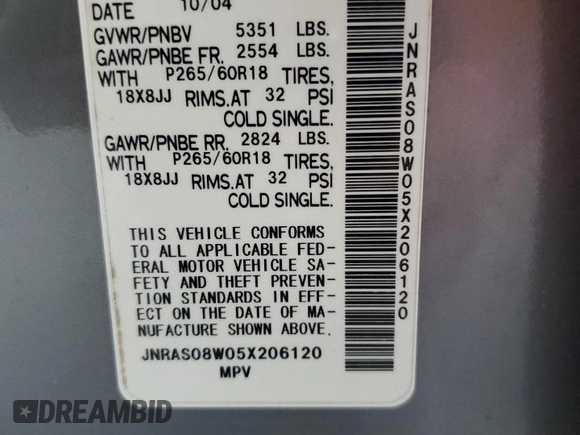 DATE 10/04
GVWR/PNBV 5351 LBS.
GAWR/PNBE FR. 2554 LBS.
WITH P265/60R18 TIRES,
18X8JJ RIMS.AT 32 PSI
COLD SINGLE.
GAWR/PNBE RR. 2824 LBS.
WITH P265/60R18 TIRES,
18X8JJ RIMS.AT 32 PSI
COLD SINGLE.
THIS VEHICLE CONFORMS
TO ALL APPLICABLE FED-
ERAL MOTOR VEHICLE SA-
FETY AND THEFT PREVEN-
TION STANDARDS IN EFF-
ECT ON THE DATE OF MA-
NUFACTURE SHOWN ABOVE.
JNRAS08W05X206120
MPV
JNRAS08W05X206120
DREAMBID